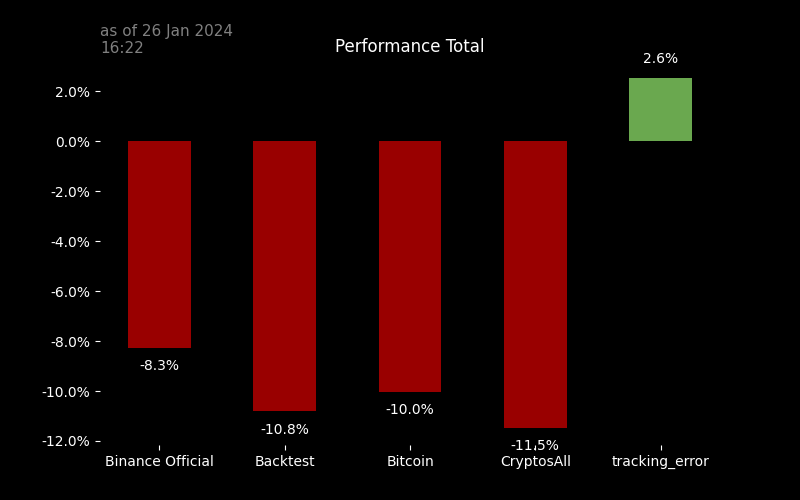 as of 26 Jan 2024
16:22
Performance Total
2.6%
2.0%
0.0%
-2.0%
-4.0%
-6.0%
-8.0%
-8.3%
-10.0%
-10.0%
-10.8%
-12.0%
-11.5%
Binance Official
Backtest
Bitcoin
CryptosAll
tracking_error